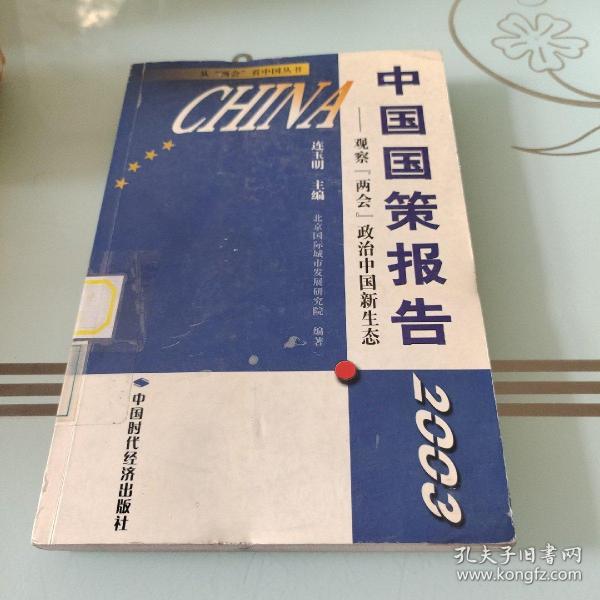 从“两会”看中国丛书
CHINA
中国国策报告
——观察『两会』政治中国新生态
2003
连玉明 主编
北京国际城市发展研究院 编著
中国时代经济出版社
孔夫子旧书网
www.kongfz.com